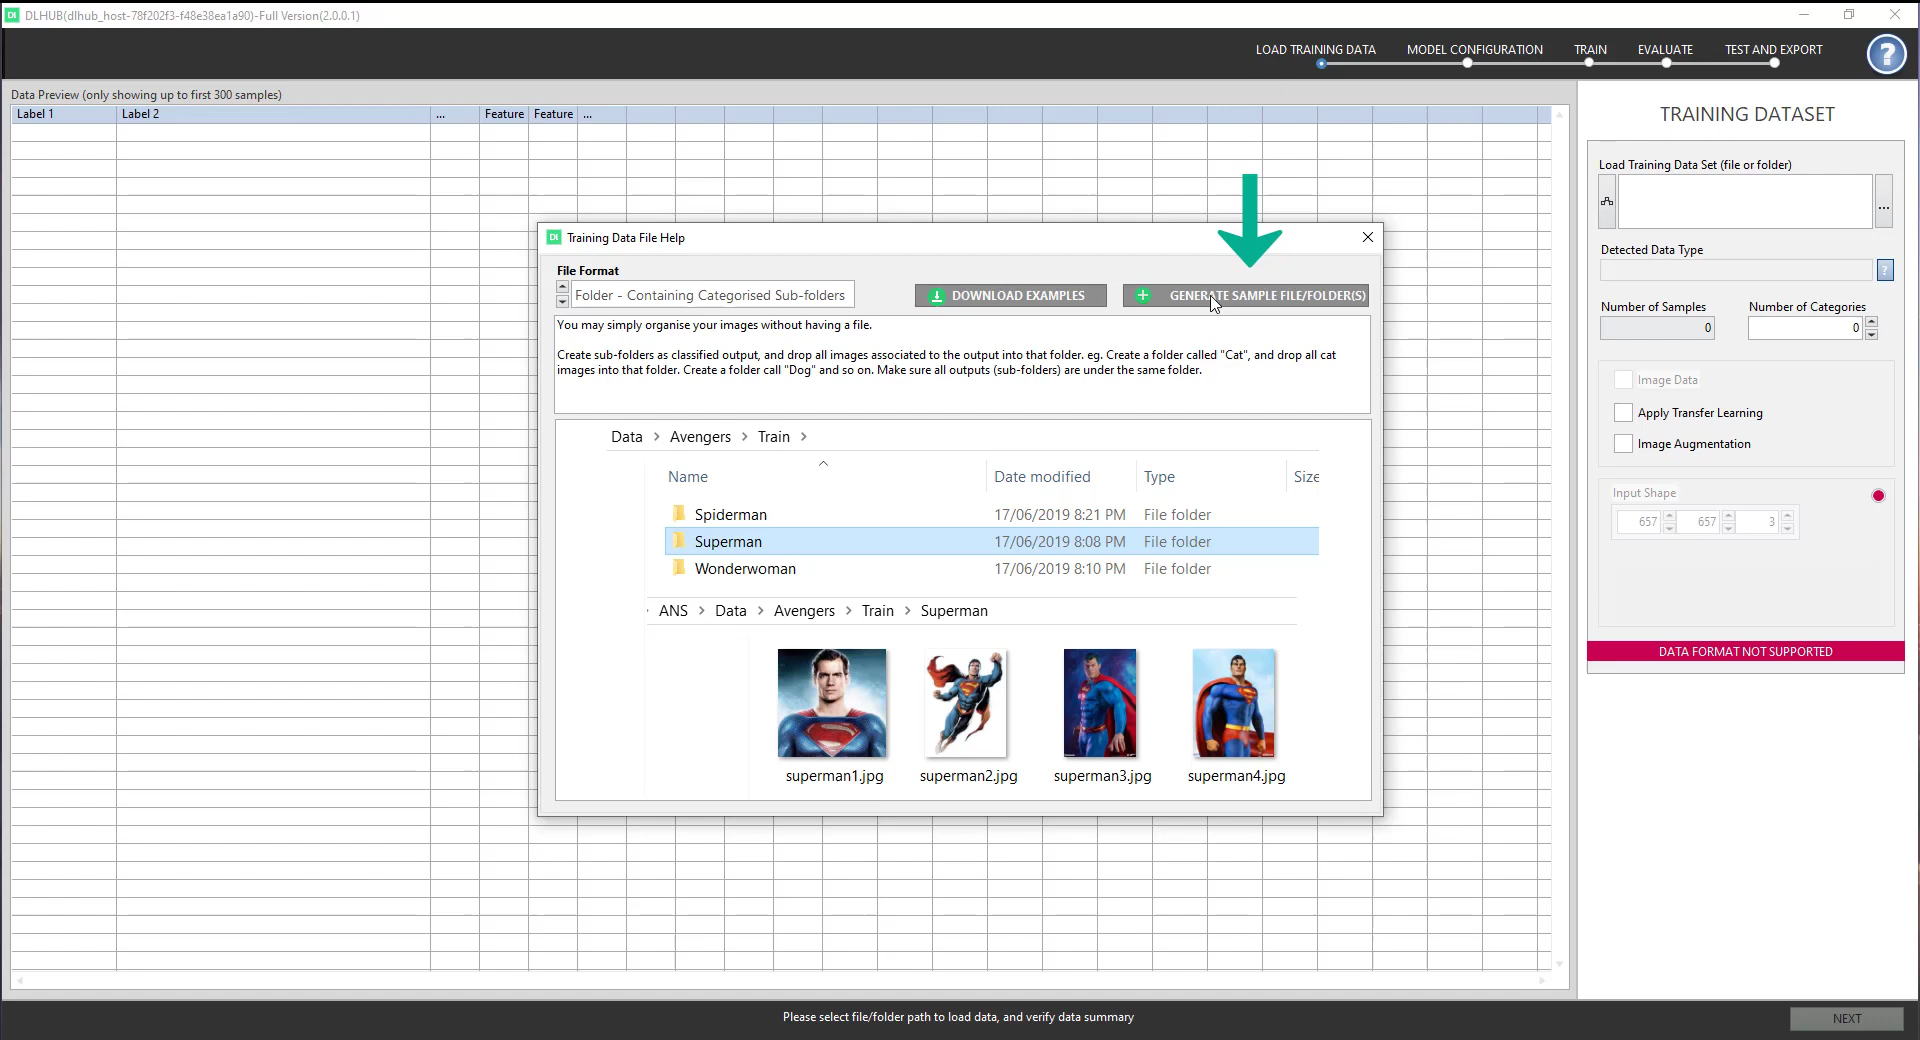 DLHUB(dlhub_host-78f202f3-f48e38ea1a90)-Full Version(2.0.0.1)
LOAD TRAINING DATA MODEL CONFIGURATION TRAIN EVALUATE TEST AND EXPORT
?
Data Preview (only showing up to first 300 samples)
Label 1 Label 2 ... Feature Feature ...
TRAINING DATASET
Load Training Data Set (file or folder)
...
Detected Data Type
?
Number of Samples Number of Categories
0 0
Image Data
Apply Transfer Learning
Image Augmentation
Input Shape
657 657 3
DATA FORMAT NOT SUPPORTED
Training Data File Help
File Format
Folder - Containing Categorised Sub-folders
DOWNLOAD EXAMPLES
GENERATE SAMPLE FILE/FOLDER(S)
You may simply organise your images without having a file.
Create sub-folders as classified output, and drop all images associated to the output into that folder. eg. Create a folder called "Cat", and drop all cat
images into that folder. Create a folder call "Dog" and so on. Make sure all outputs (sub-folders) are under the same folder.
Data > Avengers > Train >
Name Date modified Type Size
Spiderman 17/06/2019 8:21 PM File folder
Superman 17/06/2019 8:08 PM File folder
Wonderwoman 17/06/2019 8:10 PM File folder
ANS > Data > Avengers > Train > Superman
superman1.jpg superman2.jpg superman3.jpg superman4.jpg
Please select file/folder path to load data, and verify data summary
NEXT